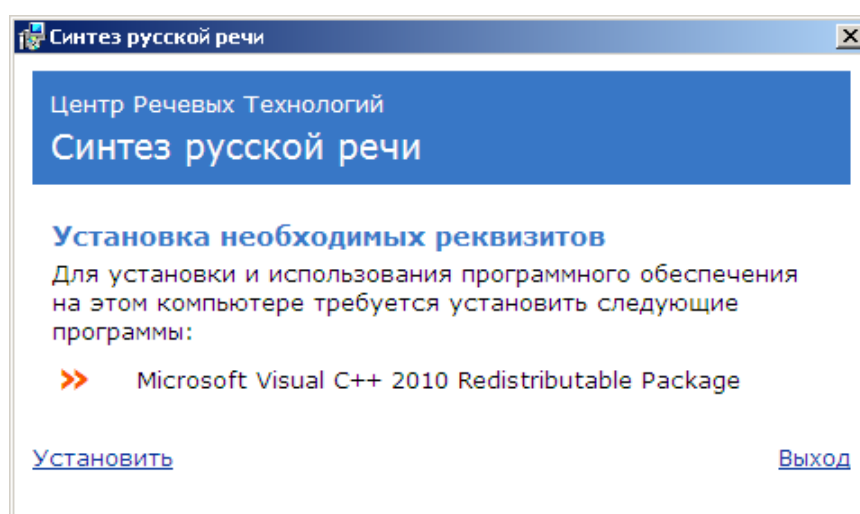 Синтез русской речи
Центр Речевых Технологий
Синтез русской речи
Установка необходимых реквизитов
Для установки и использования программного обеспечения
на этом компьютере требуется установить следующие
программы:
Microsoft Visual C++ 2010 Redistributable Package
Установить Выход